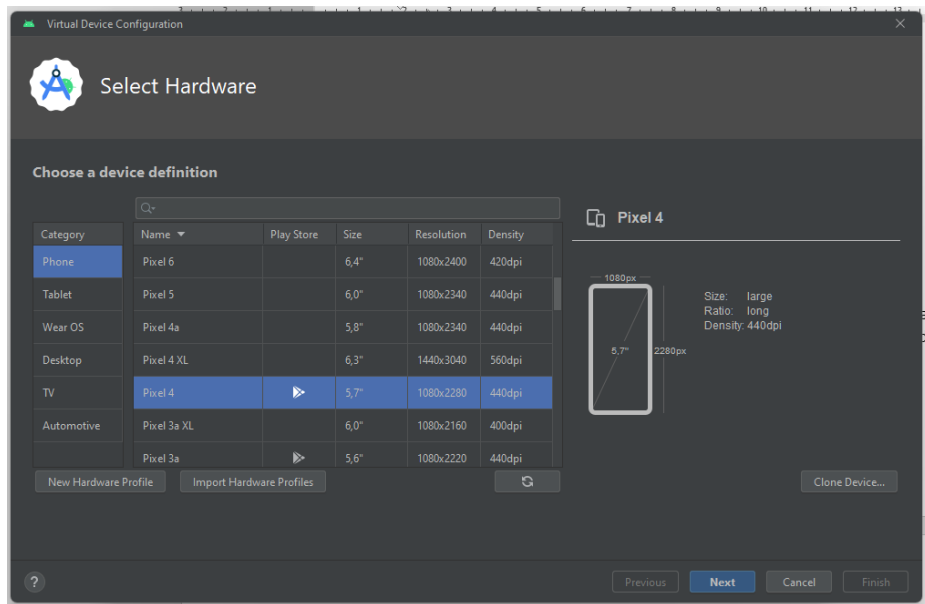 Virtual Device Configuration
Select Hardware
Choose a device definition
Category
Phone
Tablet
Wear OS
Desktop
TV
Automotive
Name Play Store Size Resolution Density
Pixel 6 6,4" 1080x2400 420dpi
Pixel 5 6,0" 1080x2340 440dpi
Pixel 4a 5,8" 1080x2340 440dpi
Pixel 4 XL 6,3" 1440x3040 560dpi
Pixel 4 5,7" 1080x2280 440dpi
Pixel 3a XL 6,0" 1080x2160 400dpi
Pixel 3a 5,6" 1080x2220 440dpi
New Hardware Profile Import Hardware Profiles
Pixel 4
1080px
5,7"
2280px
Size: large
Ratio: long
Density: 440dpi
Clone Device...
?
Previous Next Cancel Finish